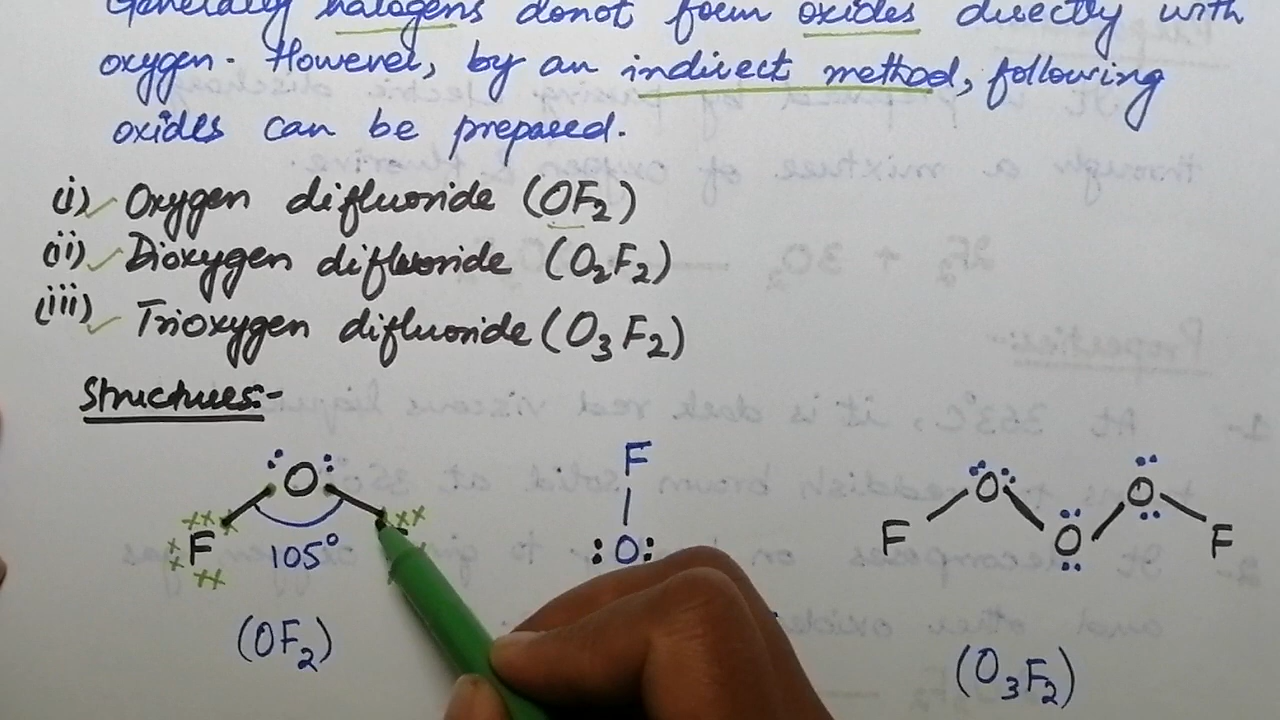 Generally halogens donot form oxides directly with
oxygen. However, by an indirect method, following
oxides can be prepared.
(i) Oxygen difluoride (OF2)
(ii) Dioxygen difluoride (O2F2)
(iii) Trioxygen difluoride (O3F2)
Structures:-
O
F
105°
(OF2)
F
:O:
O
O
O
F
F
(O3F2)